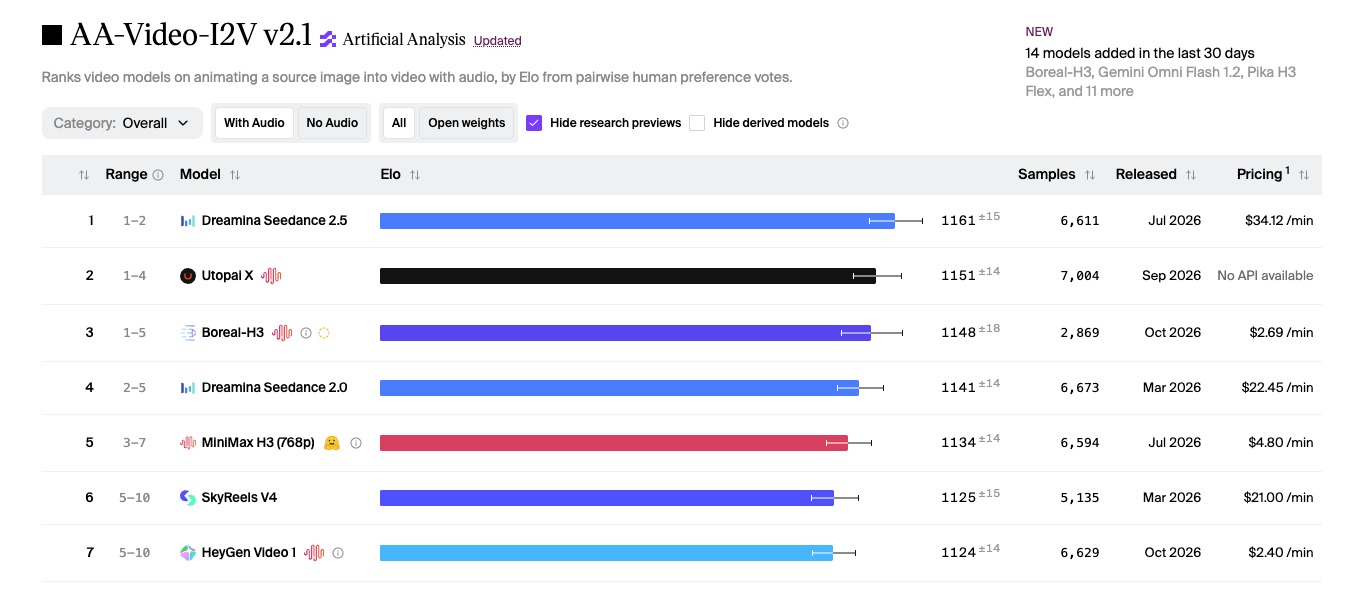 AA-Video-I2V v2.1 Artificial Analysis Updated
Ranks video models on animating a source image into video with audio, by Elo from pairwise human preference votes.
NEW
14 models added in the last 30 days
Boreal-H3, Gemini Omni Flash 1.2, Pika H3
Flex, and 11 more
Category: Overall With Audio No Audio All Open weights Hide research previews Hide derived models
Range Model Elo Samples Released Pricing 1
1 1–2 Dreamina Seedance 2.5 1161 ±15 6,611 Jul 2026 $34.12 /min
2 1–4 Utopai X 1151 ±14 7,004 Sep 2026 No API available
3 1–5 Boreal-H3 1148 ±18 2,869 Oct 2026 $2.69 /min
4 2–5 Dreamina Seedance 2.0 1141 ±14 6,673 Mar 2026 $22.45 /min
5 3–7 MiniMax H3 (768p) 1134 ±14 6,594 Jul 2026 $4.80 /min
6 5–10 SkyReels V4 1125 ±15 5,135 Mar 2026 $21.00 /min
7 5–10 HeyGen Video 1 1124 ±14 6,629 Oct 2026 $2.40 /min